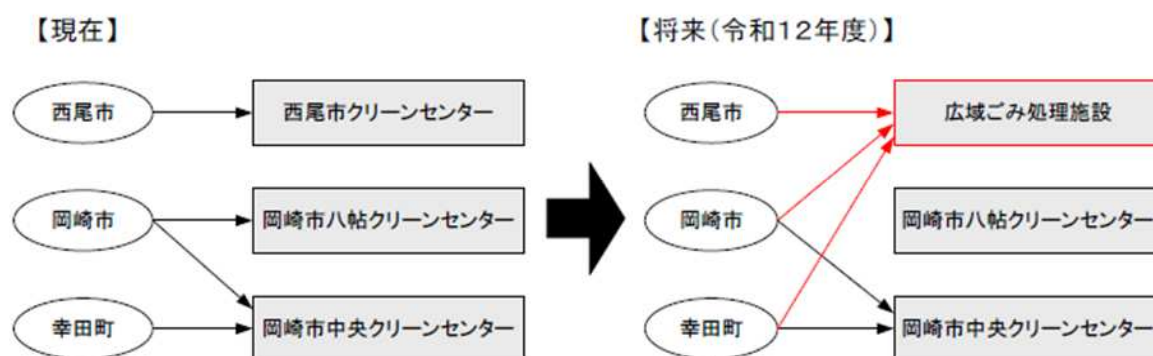 【現在】
西尾市
西尾市クリーンセンター
岡崎市
岡崎市八帖クリーンセンター
幸田町
岡崎市中央クリーンセンター
【将来(令和12年度)】
西尾市
広域ごみ処理施設
岡崎市
岡崎市八帖クリーンセンター
幸田町
岡崎市中央クリーンセンター